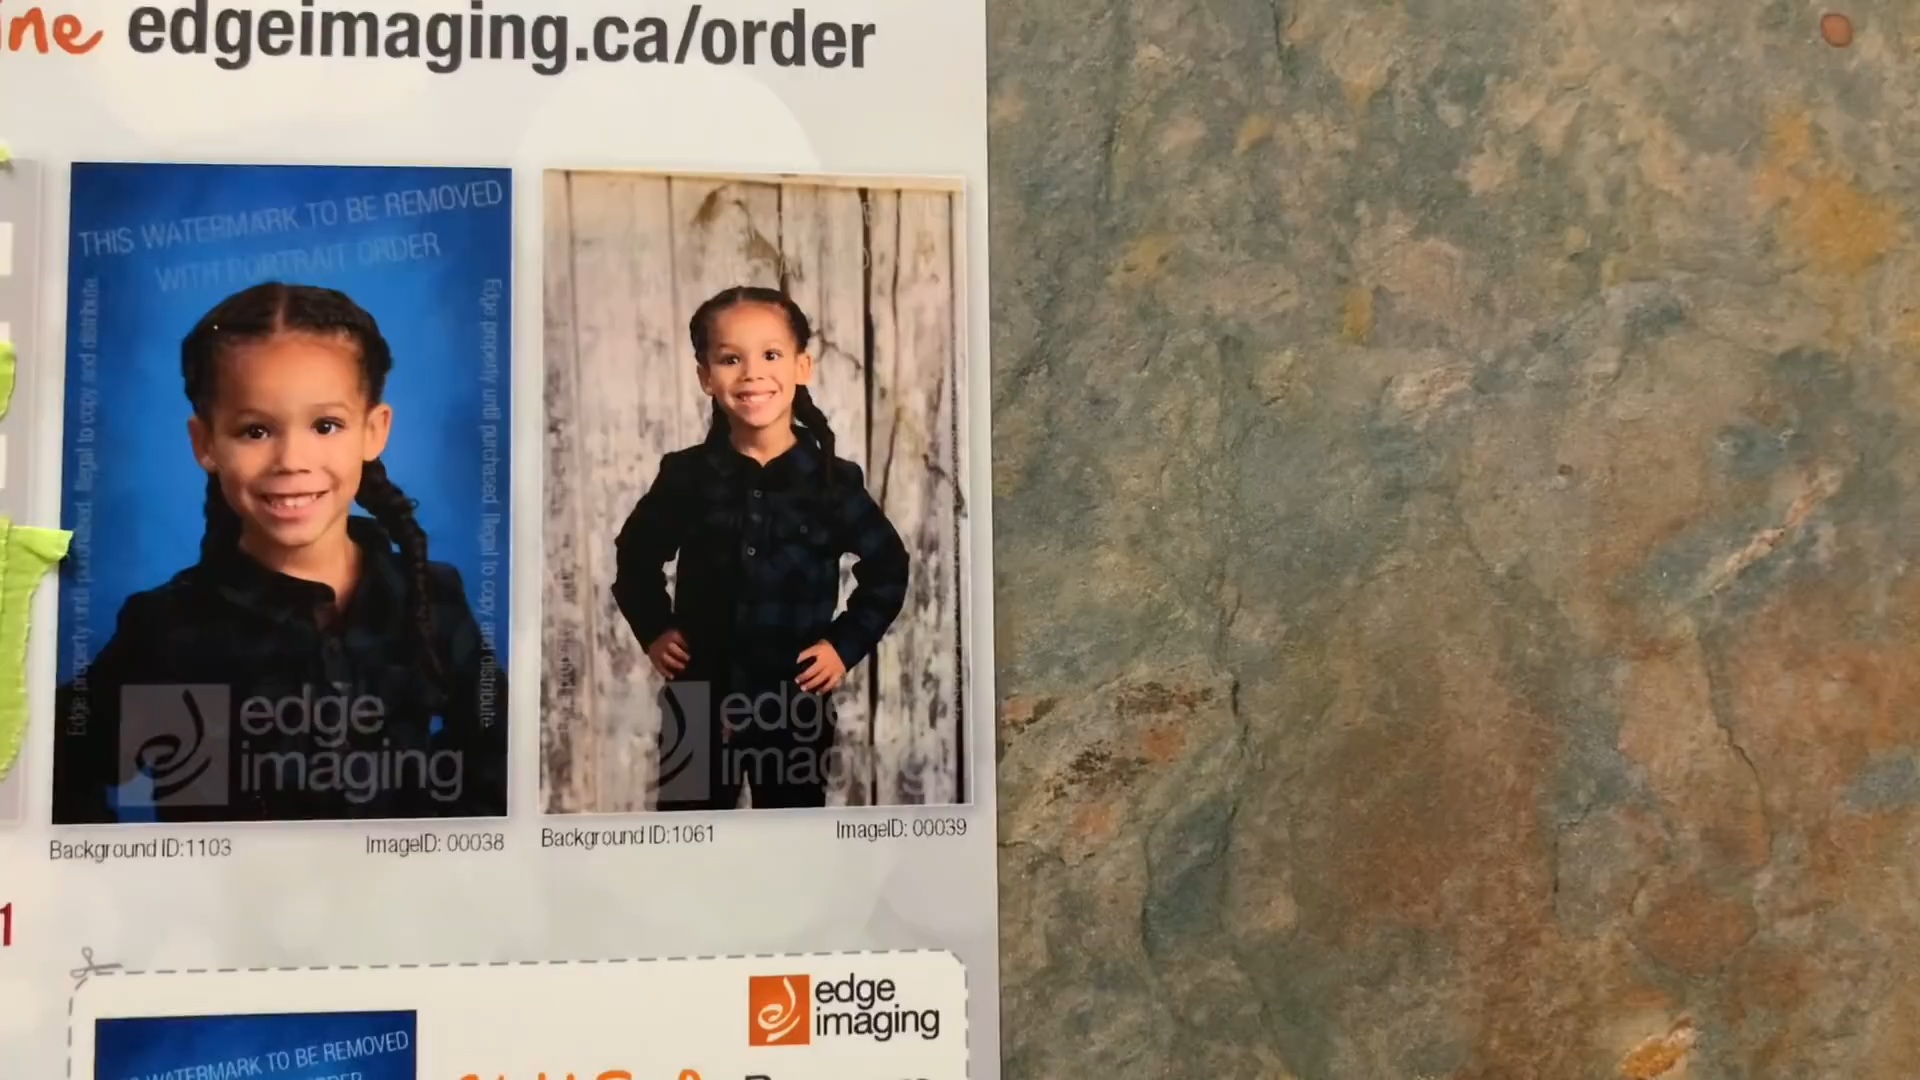 ine edgeimaging.ca/order
THIS WATERMARK TO BE REMOVED
WITH PORTRAIT ORDER
Edge property until purchased. Illegal to copy and distribute.
Edge property until purchased. Illegal to copy and distribute.
edge
imaging
edge
imaging
Background ID:1103
ImageID: 00038
Background ID:1061
ImageID: 00039
1
edge
imaging
WATERMARK TO BE REMOVED